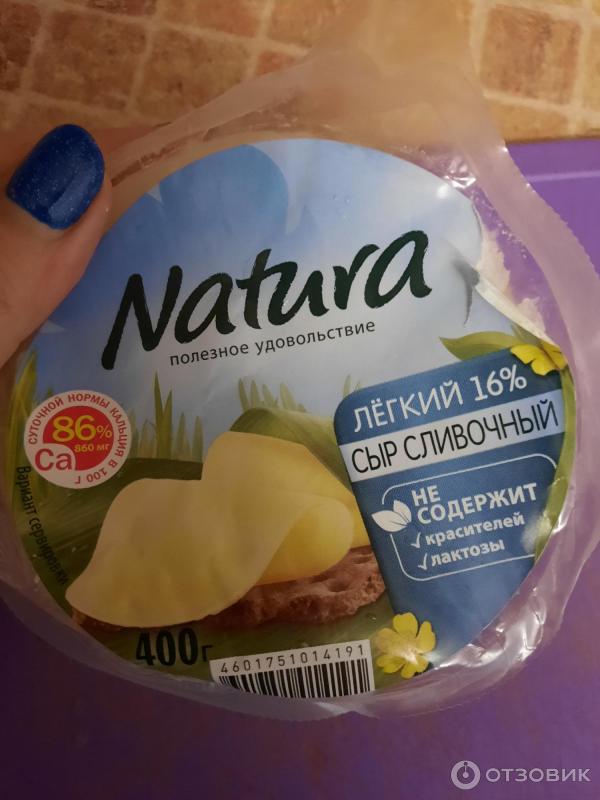 Natura
полезное удовольствие
ЛЁГКИЙ 16%
СЫР СЛИВОЧНЫЙ
НЕ
СОДЕРЖИТ
√ красителей
√ лактозы
СУТОЧНОЙ НОРМЫ КАЛЬЦИЯ В 100 Г
86%
860 мг
Ca
Вариант сервировки
400г
4601751014191
ОТЗОВИК